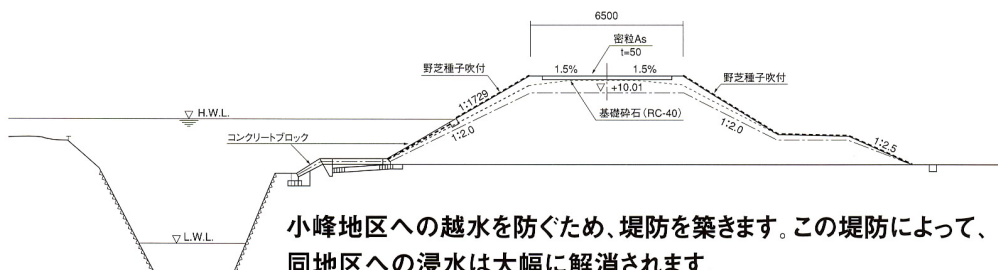 6500
密粒As
t=50
野芝種子吹付
1.5%
1.5%
野芝種子吹付
▽ +10.01
1:1729
▽ H.W.L.
基礎砕石(RC-40)
1:2.0
1:2.0
コンクリートブロック
1:2.5
▽ L.W.L.
小峰地区への越水を防ぐため、堤防を築きます。この堤防によって、
同地区への浸水は大幅に解消されます